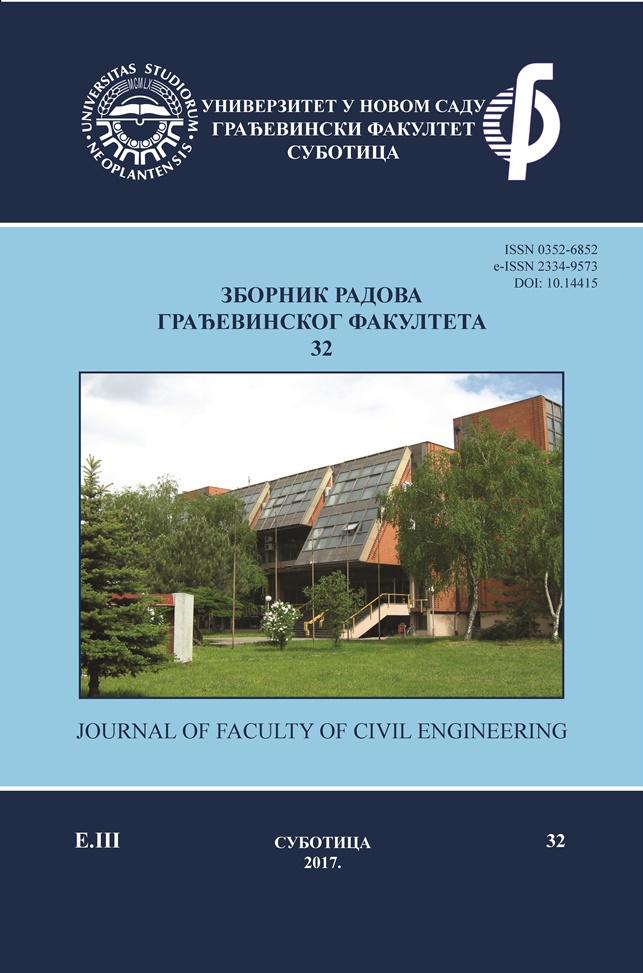 UNIVERSITAS STUDIORUM
NEOPLANTENSIS
MCMLX
УНИВЕРЗИТЕТ У НОВОМ САДУ
ГРАЂЕВИНСКИ ФАКУЛТЕТ
СУБОТИЦА
ISSN 0352-6852
e-ISSN 2334-9573
DOI: 10.14415
ЗБОРНИК РАДОВА
ГРАЂЕВИНСКОГ ФАКУЛТЕТА
32
JOURNAL OF FACULTY OF CIVIL ENGINEERING
E.III
СУБОТИЦА
2017.
32